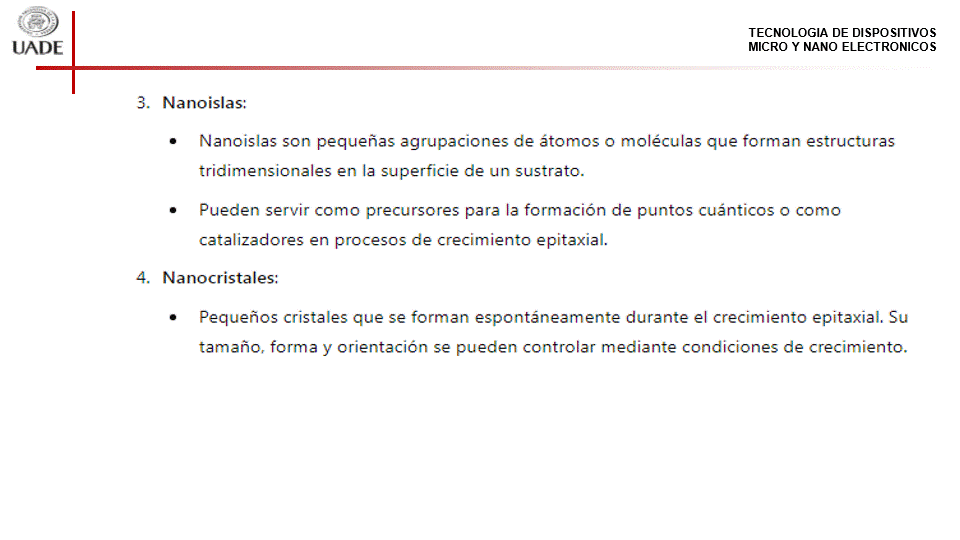 UADE
TECNOLOGIA DE DISPOSITIVOS
MICRO Y NANO ELECTRONICOS
3. Nanoislas:
• Nanoislas son pequeñas agrupaciones de átomos o moléculas que forman estructuras
tridimensionales en la superficie de un sustrato.
• Pueden servir como precursores para la formación de puntos cuánticos o como
catalizadores en procesos de crecimiento epitaxial.
4. Nanocristales:
• Pequeños cristales que se forman espontáneamente durante el crecimiento epitaxial. Su
tamaño, forma y orientación se pueden controlar mediante condiciones de crecimiento.